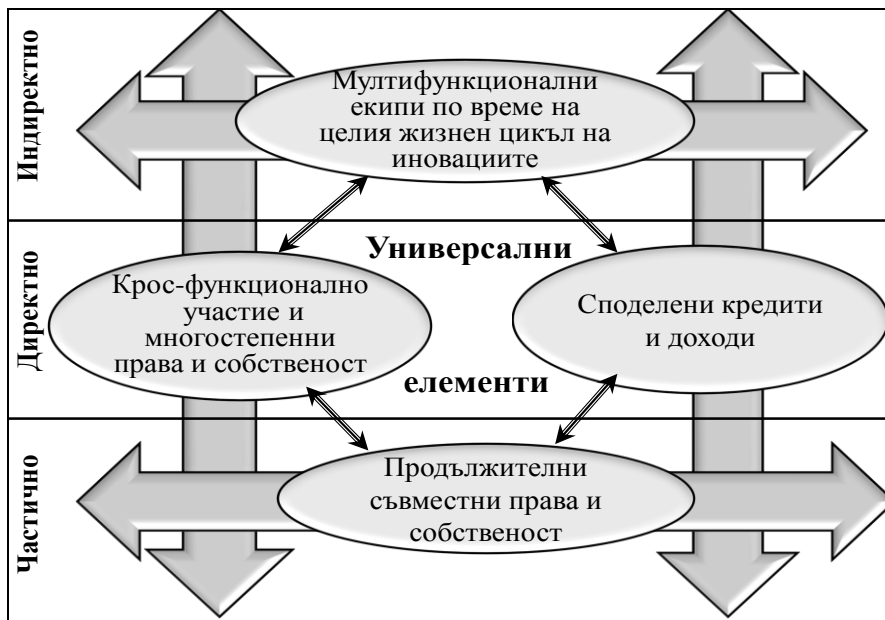 Индиректно
Мултифункционални
екипи по време на
целия жизнен цикъл на
иновациите
Директно
Универсални
Крос-функционално
участие и
многостепенни
права и собственост
Споделени кредити
и доходи
елементи
Частично
Продължителни
съвместни права и
собственост